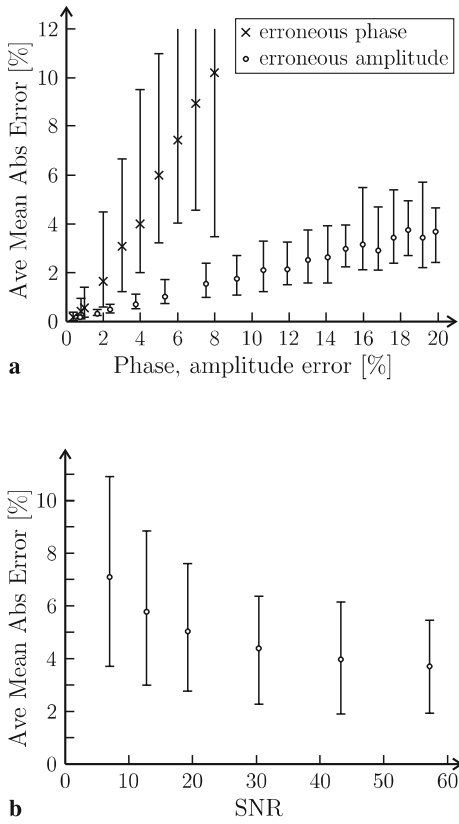 12
10
8
6
4
2
0
Ave Mean Abs Error [%]
erroneous phase
erroneous amplitude
0 2 4 6 8 10 12 14 16 18 20
a Phase, amplitude error [%]
10
8
6
4
2
0
Ave Mean Abs Error [%]
0 10 20 30 40 50 60
b SNR